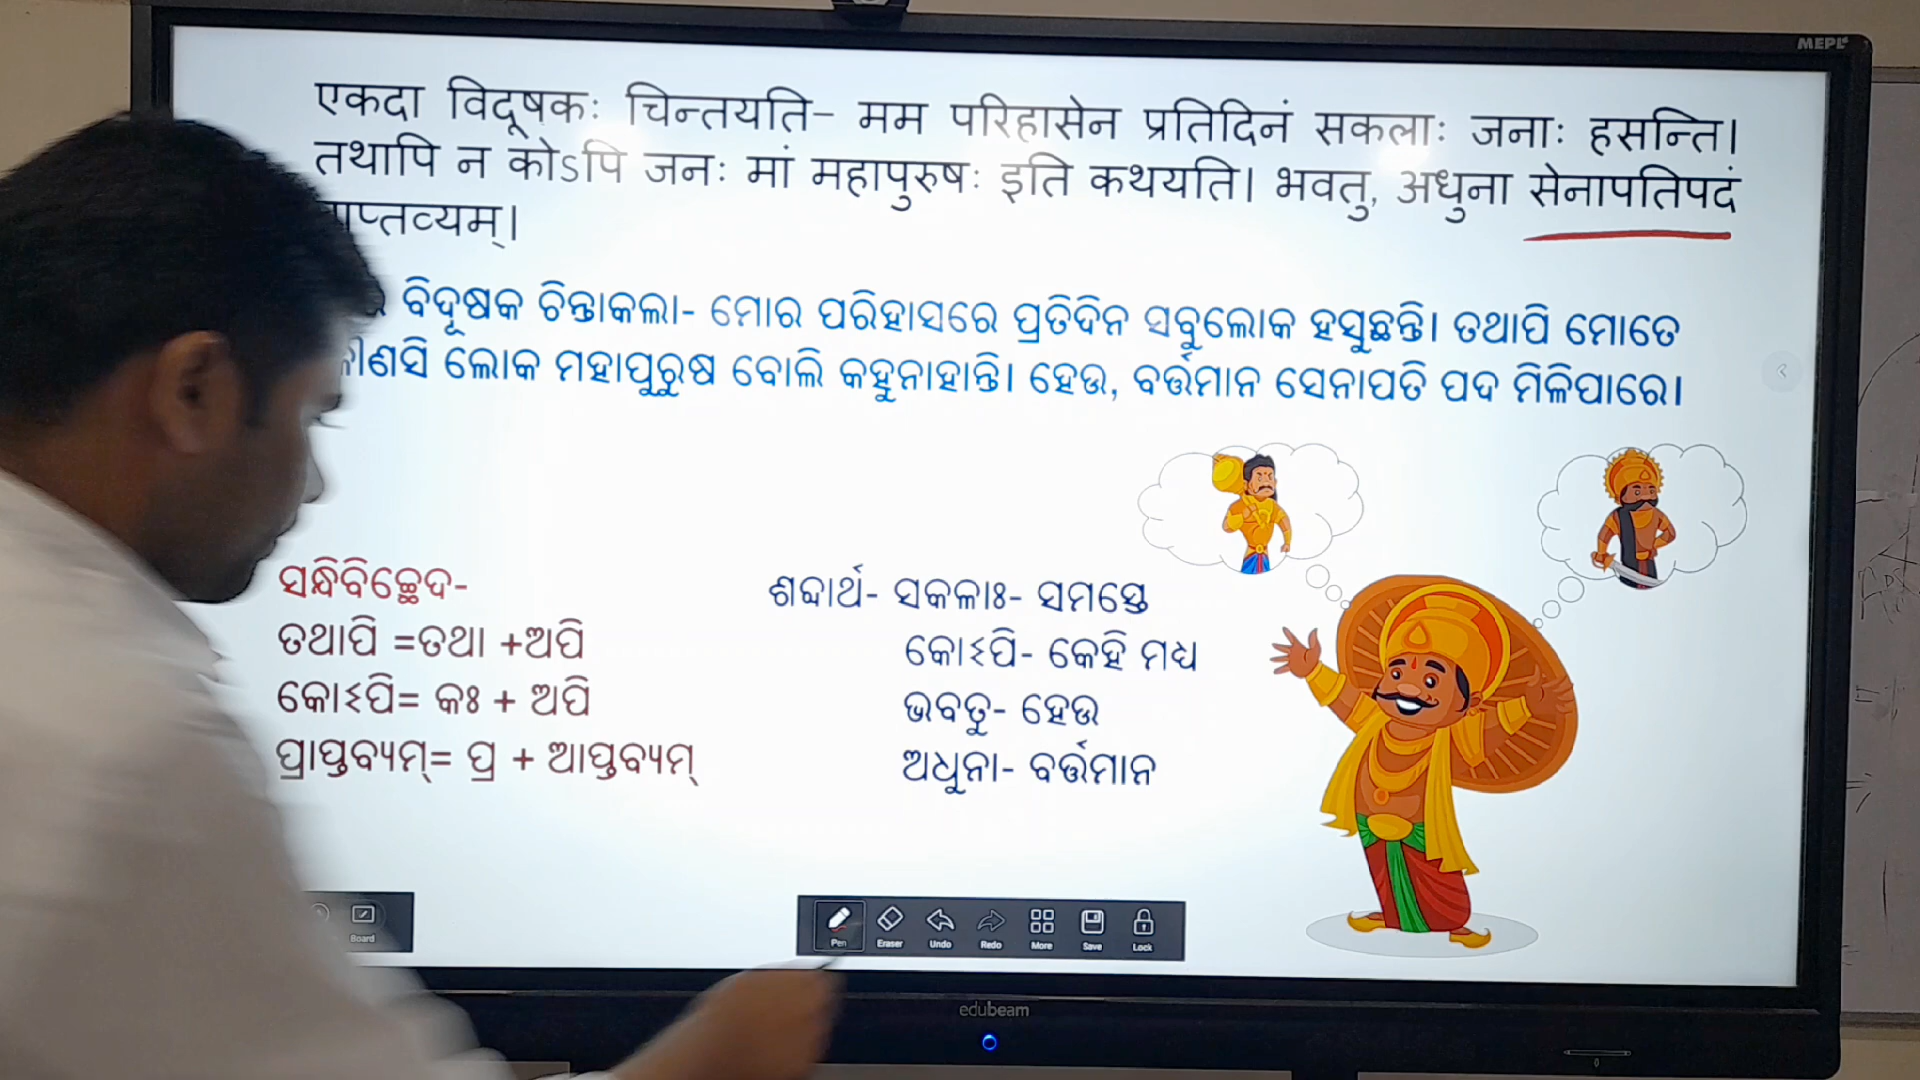 MEPL
एकदा विदूषकः चिन्तयति– मम परिहासेन प्रतिदिनं सकलाः जनाः हसन्ति।
तथापि न कोऽपि जनः मां महापुरुषः इति कथयति। भवतु, अधुना सेनापतिपदं
ବିଦୂଷକ ଚିନ୍ତାକଲା- ମୋର ପରିହାସରେ ପ୍ରତିଦିନ ସବୁଲୋକ ହସୁଛନ୍ତି। ତଥାପି ମୋତେ
ଲୋକ ମହାପୁରୁଷ ବୋଲି କହୁନାହାନ୍ତି। ହେଉ, ବର୍ତ୍ତମାନ ସେନାପତି ପଦ ମିଳିପାରେ।
ସନ୍ଧିବିଚ୍ଛେଦ-
ତଥାପି =ତଥା +ଅପି
କୋଽପି= କଃ + ଅପି
ପ୍ରାପ୍ତବ୍ୟମ୍= ପ୍ର + ଆପ୍ତବ୍ୟମ୍
ଶବ୍ଦାର୍ଥ- ସକଳାଃ- ସମସ୍ତେ
କୋଽପି- କେହି ମଧ୍ୟ
ଭବତୁ- ହେଉ
ଅଧୁନା- ବର୍ତ୍ତମାନ
Board
Pen Eraser Undo Redo More Save Lock
edubeam